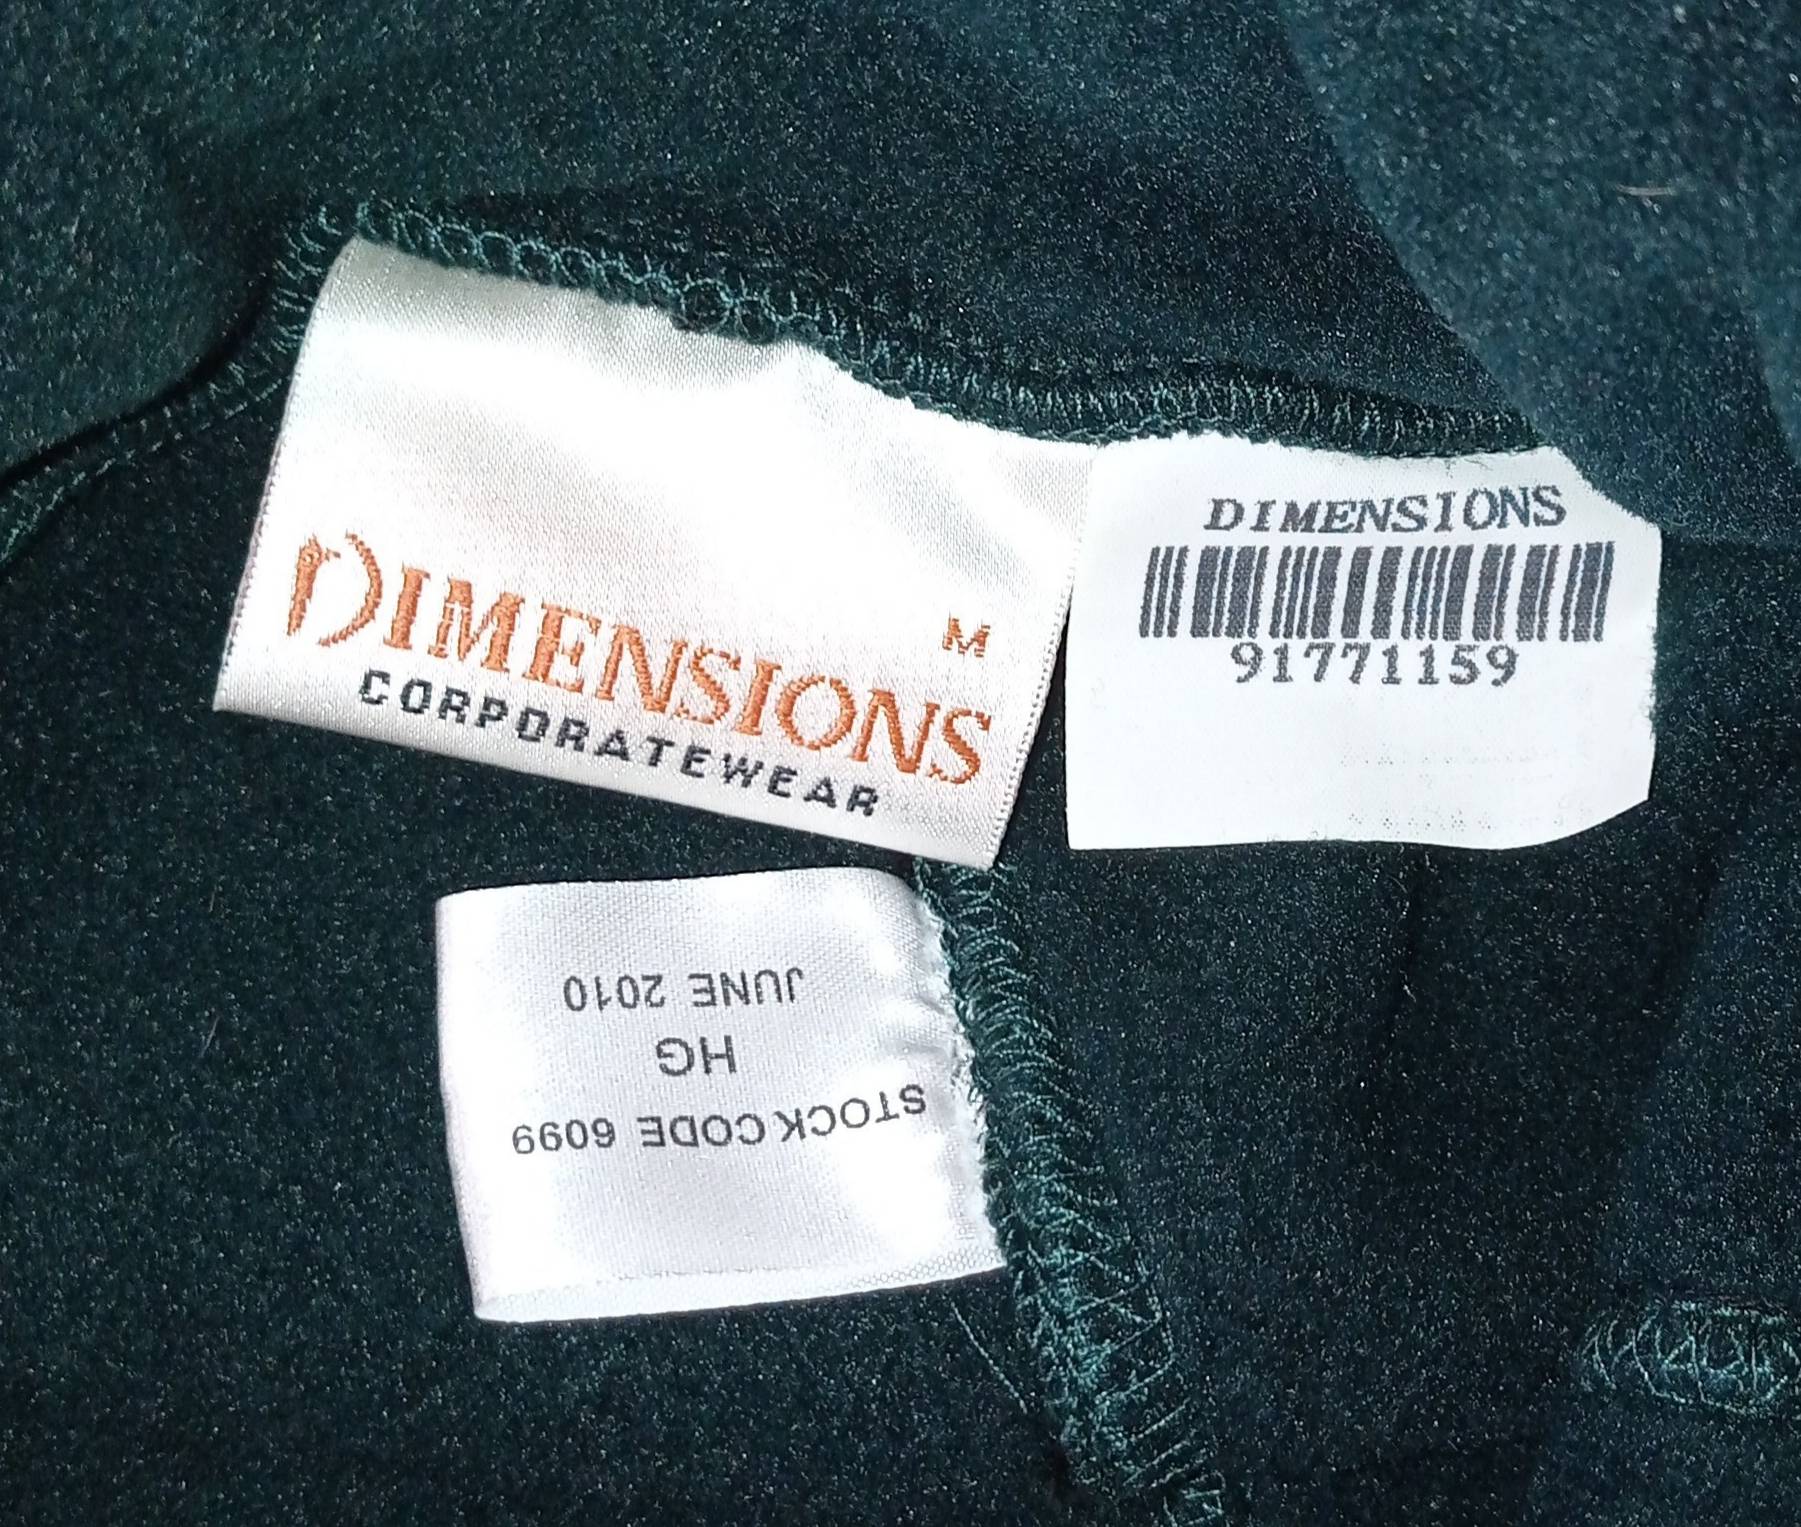 DIMENSIONS
M
CORPORATEWEAR
DIMENSIONS
91771159
STOCK CODE 6099
HG
JUNE 2010